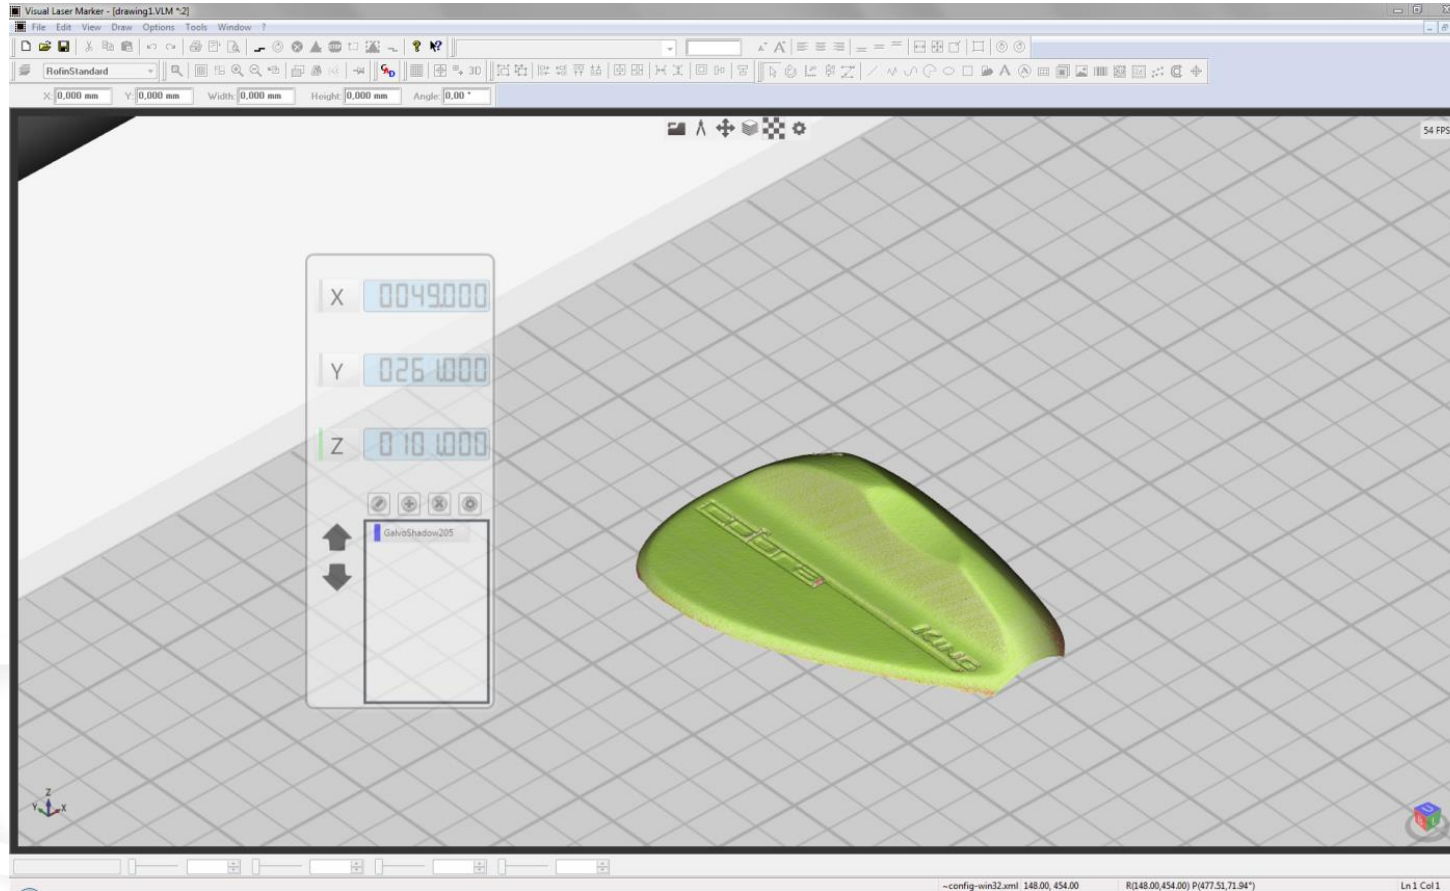 Visual Laser Marker - [drawing1.VLM *:2]
File Edit View Draw Options Tools Window ?
RofinStandard
3D
X: 0,000 mm Y: 0,000 mm Width: 0,000 mm Height: 0,000 mm Angle: 0,00 °
54 FPS
X 0049.000
Y 0261.000
Z 0101.000
GalvoShadow205
cobra
KING
Z
Y X
~config-win32.xml 148.00, 454.00 R(148.00,454.00) P(477.51,71.94°) Ln 1 Col 1